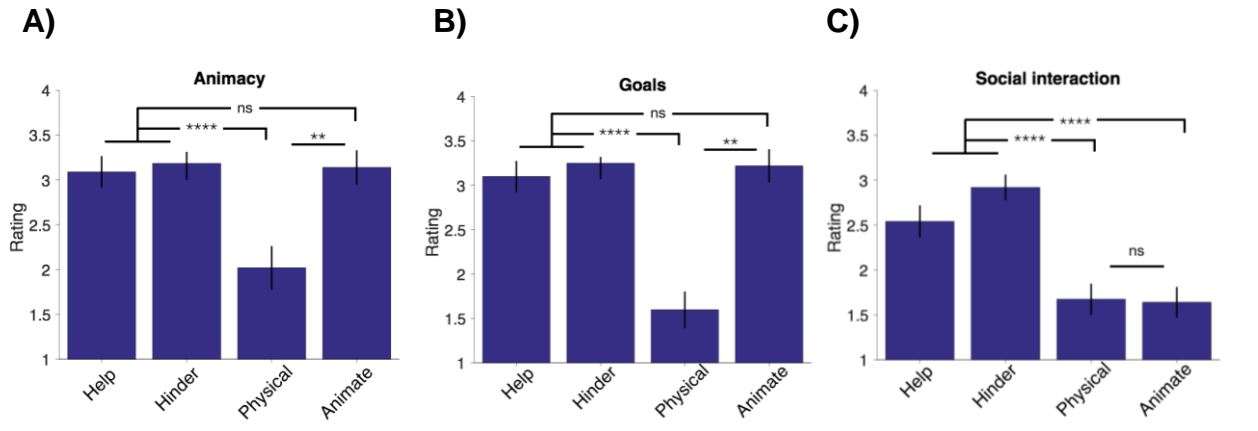 A)
B)
C)
Animacy
Goals
Social interaction
4
3.5
3
2.5
2
1.5
1
Rating
ns
****
**
Help
Hinder
Physical
Animate
4
3.5
3
2.5
2
1.5
1
Rating
ns
****
**
Help
Hinder
Physical
Animate
4
3.5
3
2.5
2
1.5
1
Rating
****
****
ns
Help
Hinder
Physical
Animate